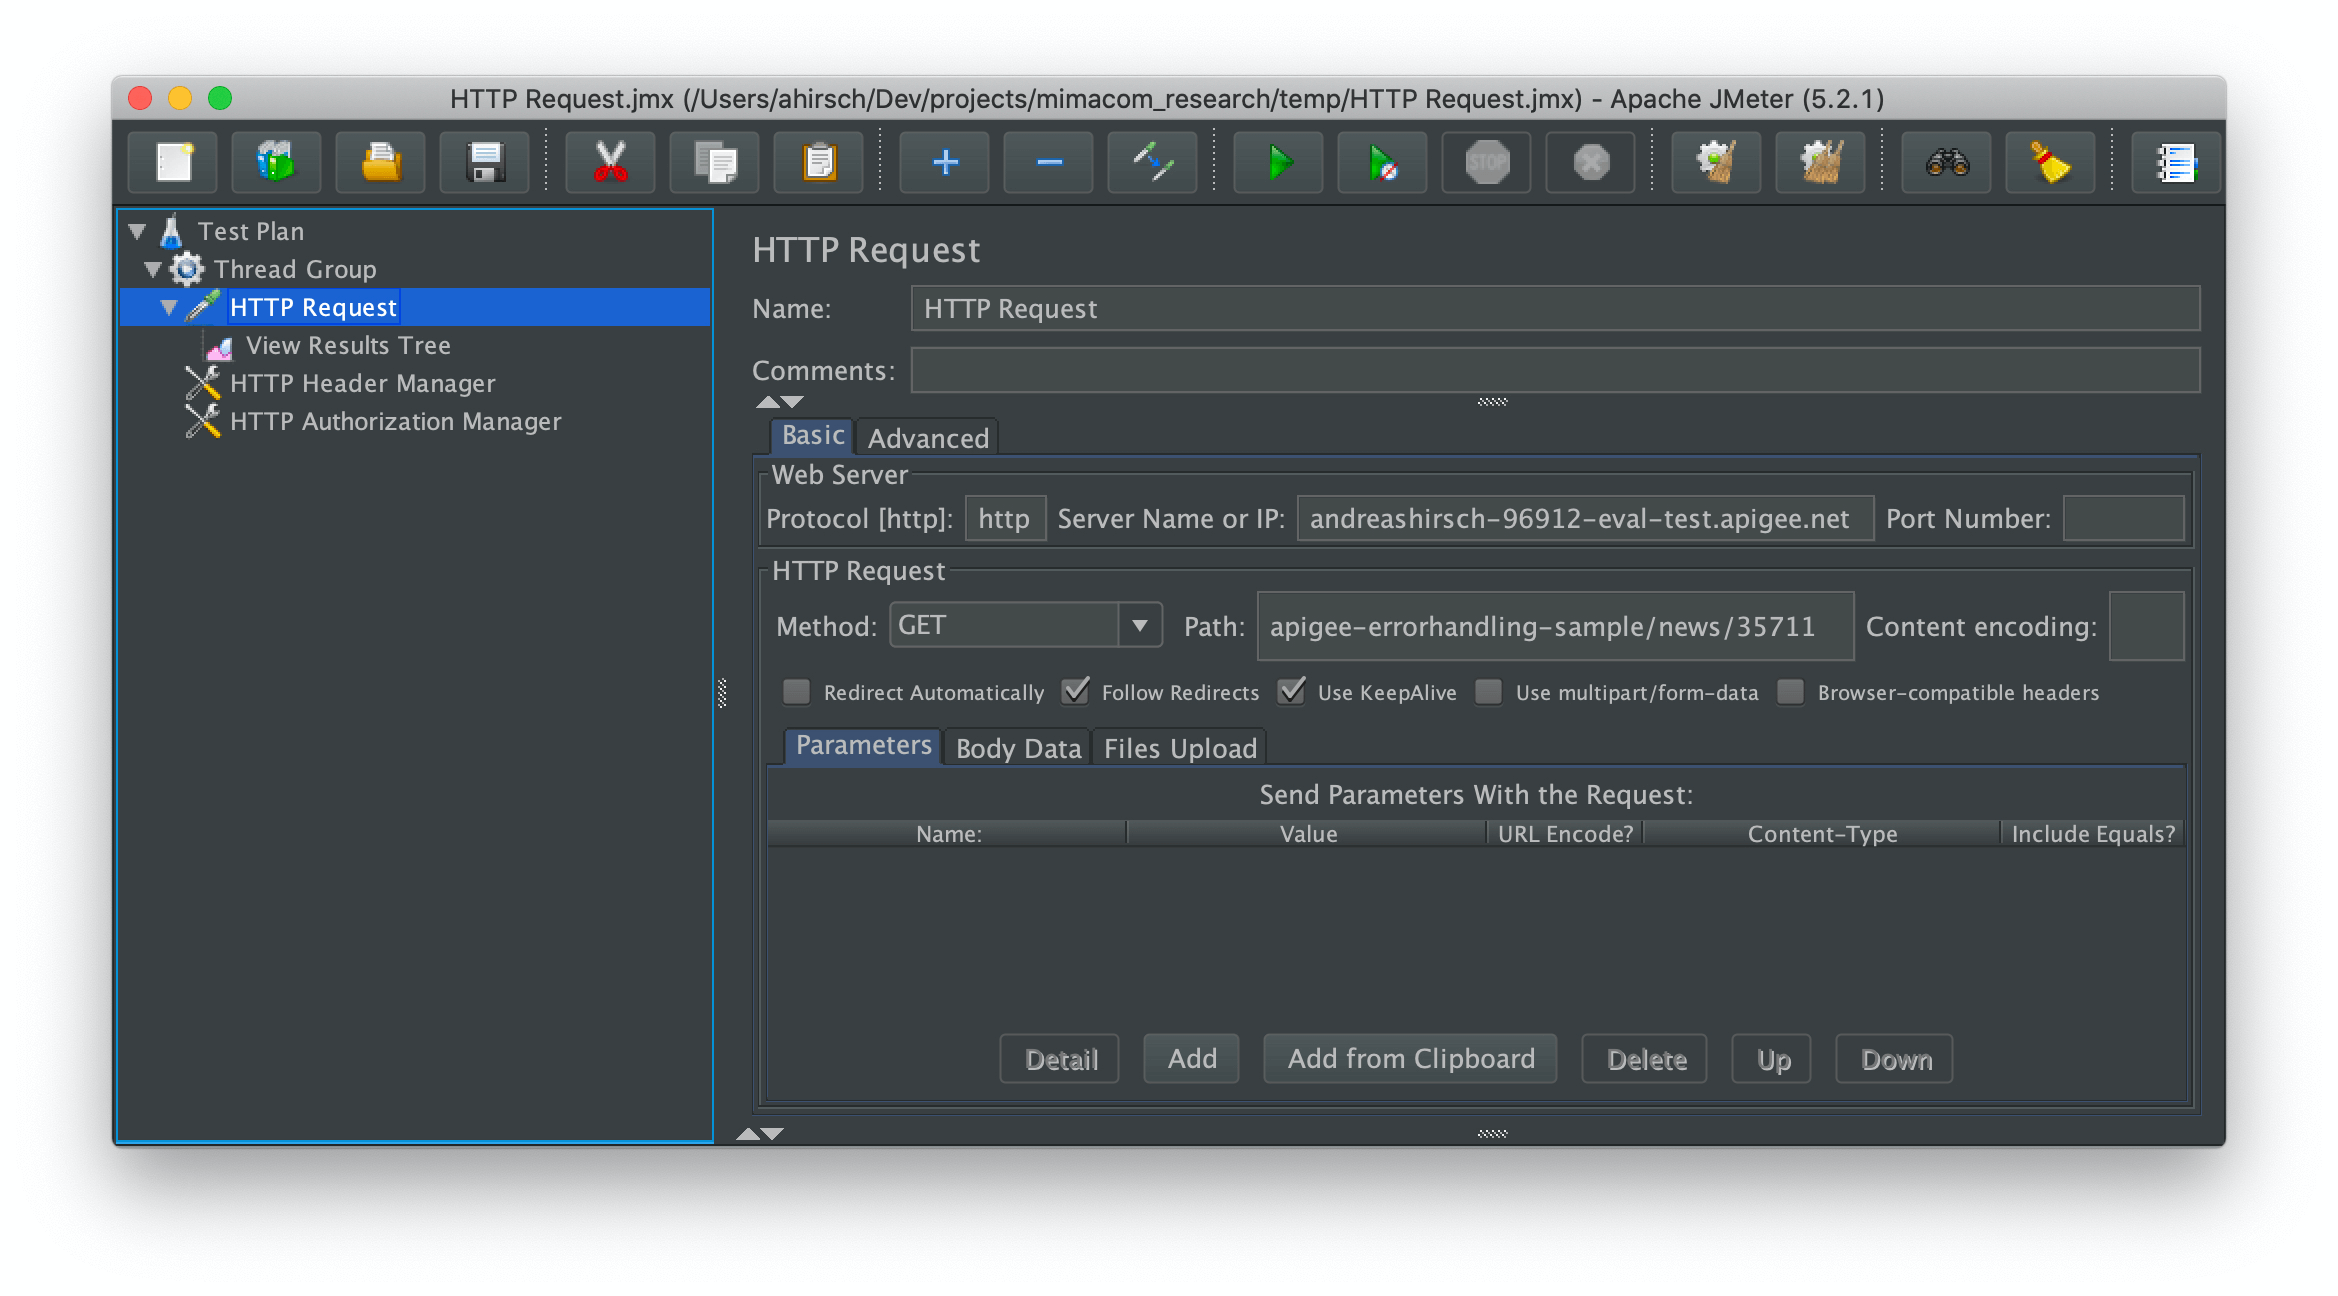 HTTP Request.jmx (/Users/ahirsch/Dev/projects/mimacom_research/temp/HTTP Request.jmx) - Apache JMeter (5.2.1)
STOP
Test Plan
Thread Group
HTTP Request
View Results Tree
HTTP Header Manager
HTTP Authorization Manager
HTTP Request
Name: HTTP Request
Comments:
Basic Advanced
Web Server
Protocol [http]: http Server Name or IP: andreashirsch-96912-eval-test.apigee.net Port Number:
HTTP Request
Method: GET Path: apigee-errorhandling-sample/news/35711 Content encoding:
Redirect Automatically Follow Redirects Use KeepAlive Use multipart/form-data Browser-compatible headers
Parameters Body Data Files Upload
Send Parameters With the Request:
Name: Value URL Encode? Content-Type Include Equals?
Detail Add Add from Clipboard Delete Up Down